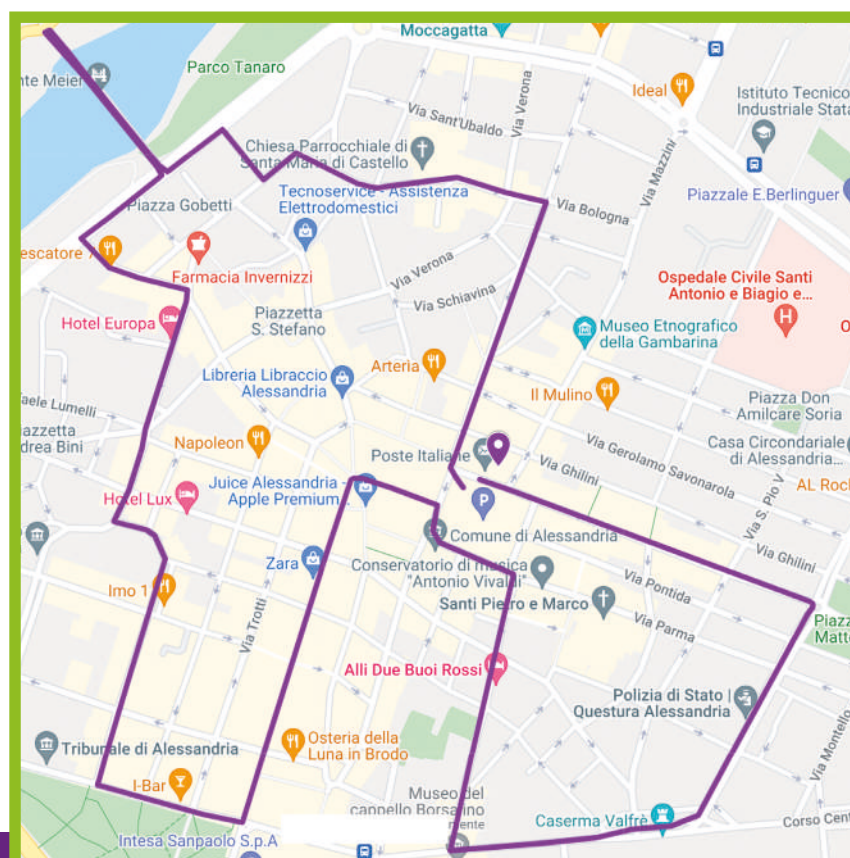 Moccagatta
Parco Tanaro
nte Meier
Ideal
Istituto Tecnico
Industriale Stata
Via Sant'Ubaldo
Via Verona
Chiesa Parrocchiale di
Santa Maria di Castello
Via Mazzini
Piazzale E.Berlinguer
Tecnoservice - Assistenza
Elettrodomestici
Piazza Gobetti
Via Bologna
escatore
Farmacia Invernizzi
Via Verona
Ospedale Civile Santi
Antonio e Biagio e...
H
O
Via Schiavina
Hotel Europa
Piazzetta
S. Stefano
Museo Etnografico
della Gambarina
Arteria
Libreria Libraccio
Alessandria
Il Mulino
Piazza Don
Amilcare Soria
aele Lumelli
azzetta
drea Bini
Napoleon
Via Gerolamo Savonarola
Casa Circondariale
di Alessandria...
Poste Italiane
Via Ghilini
Juice Alessandria -
Apple Premium...
Hotel Lux
P
AL Roc
Via S. Pio V
Comune di Alessandria
Via Ghilini
Zara
Conservatorio di musica
"Antonio Vivaldi"
Via Pontida
Imo 1
Santi Pietro e Marco
Via Parma
Piazz
Matte
Via Trotti
Alli Due Buoi Rossi
Polizia di Stato |
Questura Alessandria
Tribunale di Alessandria
Osteria della
Luna in Brodo
Via Montello
I-Bar
Museo del
cappello Borsalino
mente
Caserma Valfrè
Corso Cent
Intesa Sanpaolo S.p.A